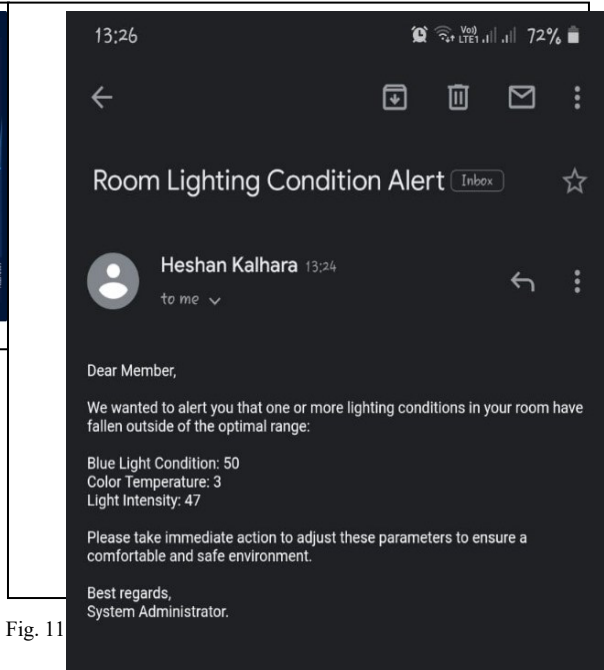 13:26
Vo)) LTE1 72%
Room Lighting Condition Alert Inbox
Heshan Kalhara 13:24
to me
Dear Member,
We wanted to alert you that one or more lighting conditions in your room have
fallen outside of the optimal range:
Blue Light Condition: 50
Color Temperature: 3
Light Intensity: 47
Please take immediate action to adjust these parameters to ensure a
comfortable and safe environment.
Best regards,
System Administrator.
Fig. 11